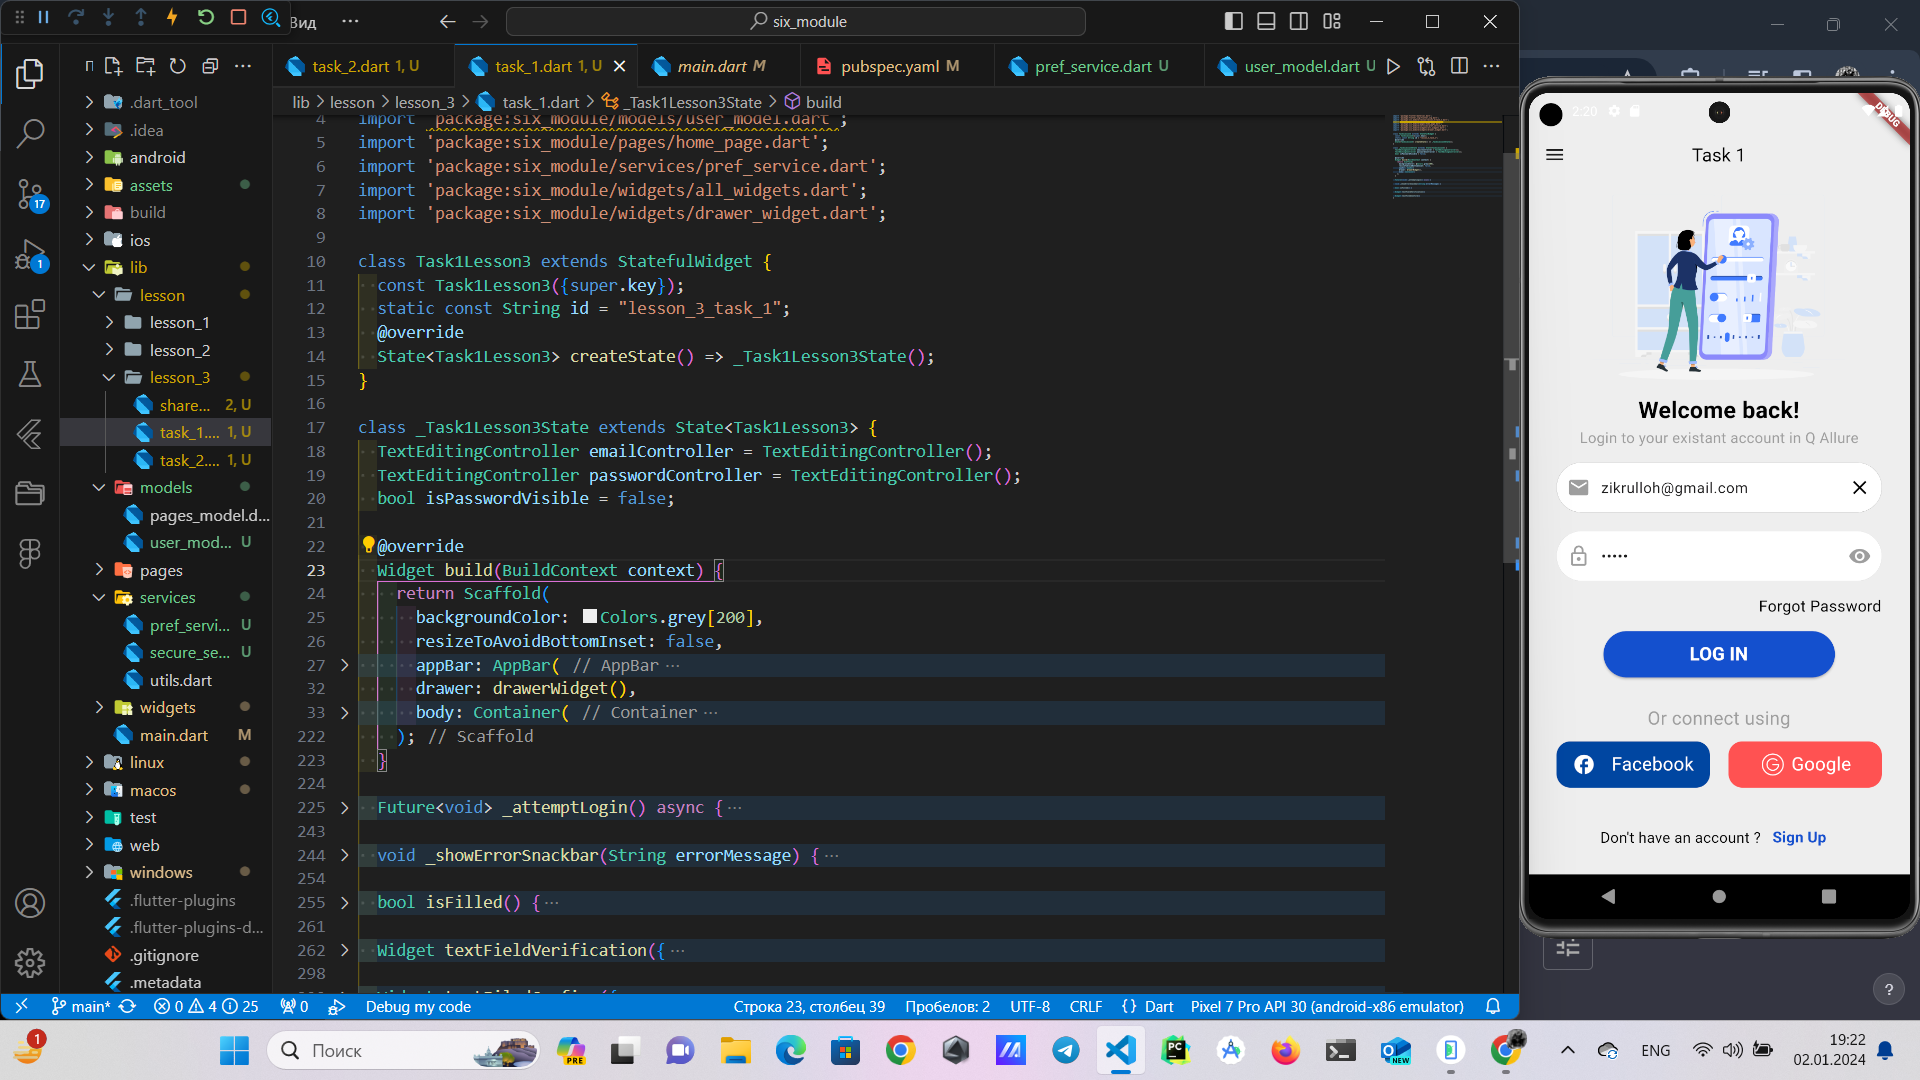 Вид
six_module
task_2.dart 1, U
task_1.dart 1, U
main.dart M
pubspec.yaml M
pref_service.dart U
user_model.dart U
lib > lesson > lesson_3 > task_1.dart > _Task1Lesson3State > build
.dart_tool
.idea
android
assets
build
ios
lib
lesson
lesson_1
lesson_2
lesson_3
share... 2, U
task_1.... 1, U
task_2.... 1, U
models
pages_model.d...
user_mod... U
pages
services
pref_servi... U
secure_se... U
utils.dart
widgets
main.dart M
linux
macos
test
web
windows
.flutter-plugins
.flutter-plugins-d...
.gitignore
.metadata
17
1
4 import 'package:six_module/models/user_model.dart';
5 import 'package:six_module/pages/home_page.dart';
6 import 'package:six_module/services/pref_service.dart';
7 import 'package:six_module/widgets/all_widgets.dart';
8 import 'package:six_module/widgets/drawer_widget.dart';
9
10 class Task1Lesson3 extends StatefulWidget {
11 const Task1Lesson3({super.key});
12 static const String id = "lesson_3_task_1";
13 @override
14 State<Task1Lesson3> createState() => _Task1Lesson3State();
15 }
16
17 class _Task1Lesson3State extends State<Task1Lesson3> {
18 TextEditingController emailController = TextEditingController();
19 TextEditingController passwordController = TextEditingController();
20 bool isPasswordVisible = false;
21
22 @override
23 Widget build(BuildContext context) {
24 return Scaffold(
25 backgroundColor: Colors.grey[200],
26 resizeToAvoidBottomInset: false,
27 appBar: AppBar( // AppBar ...
32 drawer: drawerWidget(),
33 body: Container( // Container ...
222 ); // Scaffold
223 }
224
225 Future<void> _attemptLogin() async { ...
243
244 void _showErrorSnackbar(String errorMessage) { ...
254
255 bool isFilled() { ...
261
262 Widget textFieldVerification({ ...
298
2:20
DEBUG
Task 1
Welcome back!
Login to your existant account in Q Allure
zikrulloh@gmail.com
•••••
Forgot Password
LOG IN
Or connect using
Facebook
Google
Don't have an account ? Sign Up
main* 0 4 25 0 Debug my code
Строка 23, столбец 39 Пробелов: 2 UTF-8 CRLF {} Dart Pixel 7 Pro API 30 (android-x86 emulator)
1
Поиск
PRE
PC
NEW
ENG
19:22
02.01.2024